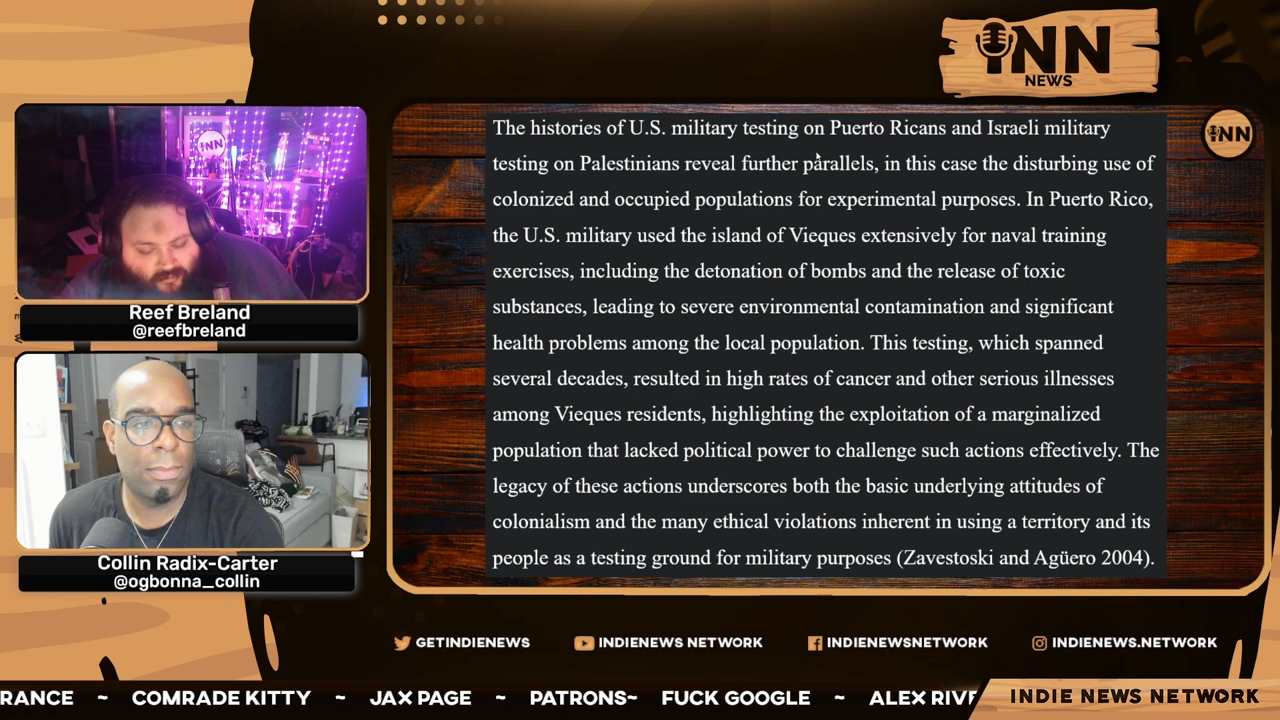 INN
NEWS
The histories of U.S. military testing on Puerto Ricans and Israeli military
testing on Palestinians reveal further parallels, in this case the disturbing use of
colonized and occupied populations for experimental purposes. In Puerto Rico,
the U.S. military used the island of Vieques extensively for naval training
exercises, including the detonation of bombs and the release of toxic
substances, leading to severe environmental contamination and significant
health problems among the local population. This testing, which spanned
several decades, resulted in high rates of cancer and other serious illnesses
among Vieques residents, highlighting the exploitation of a marginalized
population that lacked political power to challenge such actions effectively. The
legacy of these actions underscores both the basic underlying attitudes of
colonialism and the many ethical violations inherent in using a territory and its
people as a testing ground for military purposes (Zavestoski and Agüero 2004).
INN
INN
Reef Breland
@reefbreland
Collin Radix-Carter
@ogbonna_collin
GETINDIENEWS
INDIENEWS NETWORK
INDIENEWSNETWORK
INDIENEWS.NETWORK
RANCE ~ COMRADE KITTY ~ JAX PAGE ~ PATRONS~ FUCK GOOGLE ~ ALEX RIVE
INDIE NEWS NETWORK